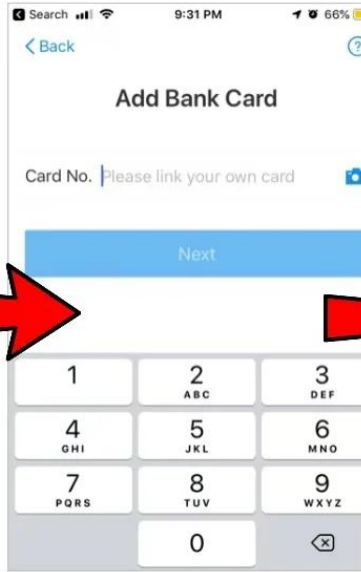 Search 9:31 PM 66%
Back
Add Bank Card
Card No. Please link your own card
Next
1 2 3
ABC DEF
4 5 6
GHI JKL MNO
7 8 9
PQRS TUV WXYZ
0